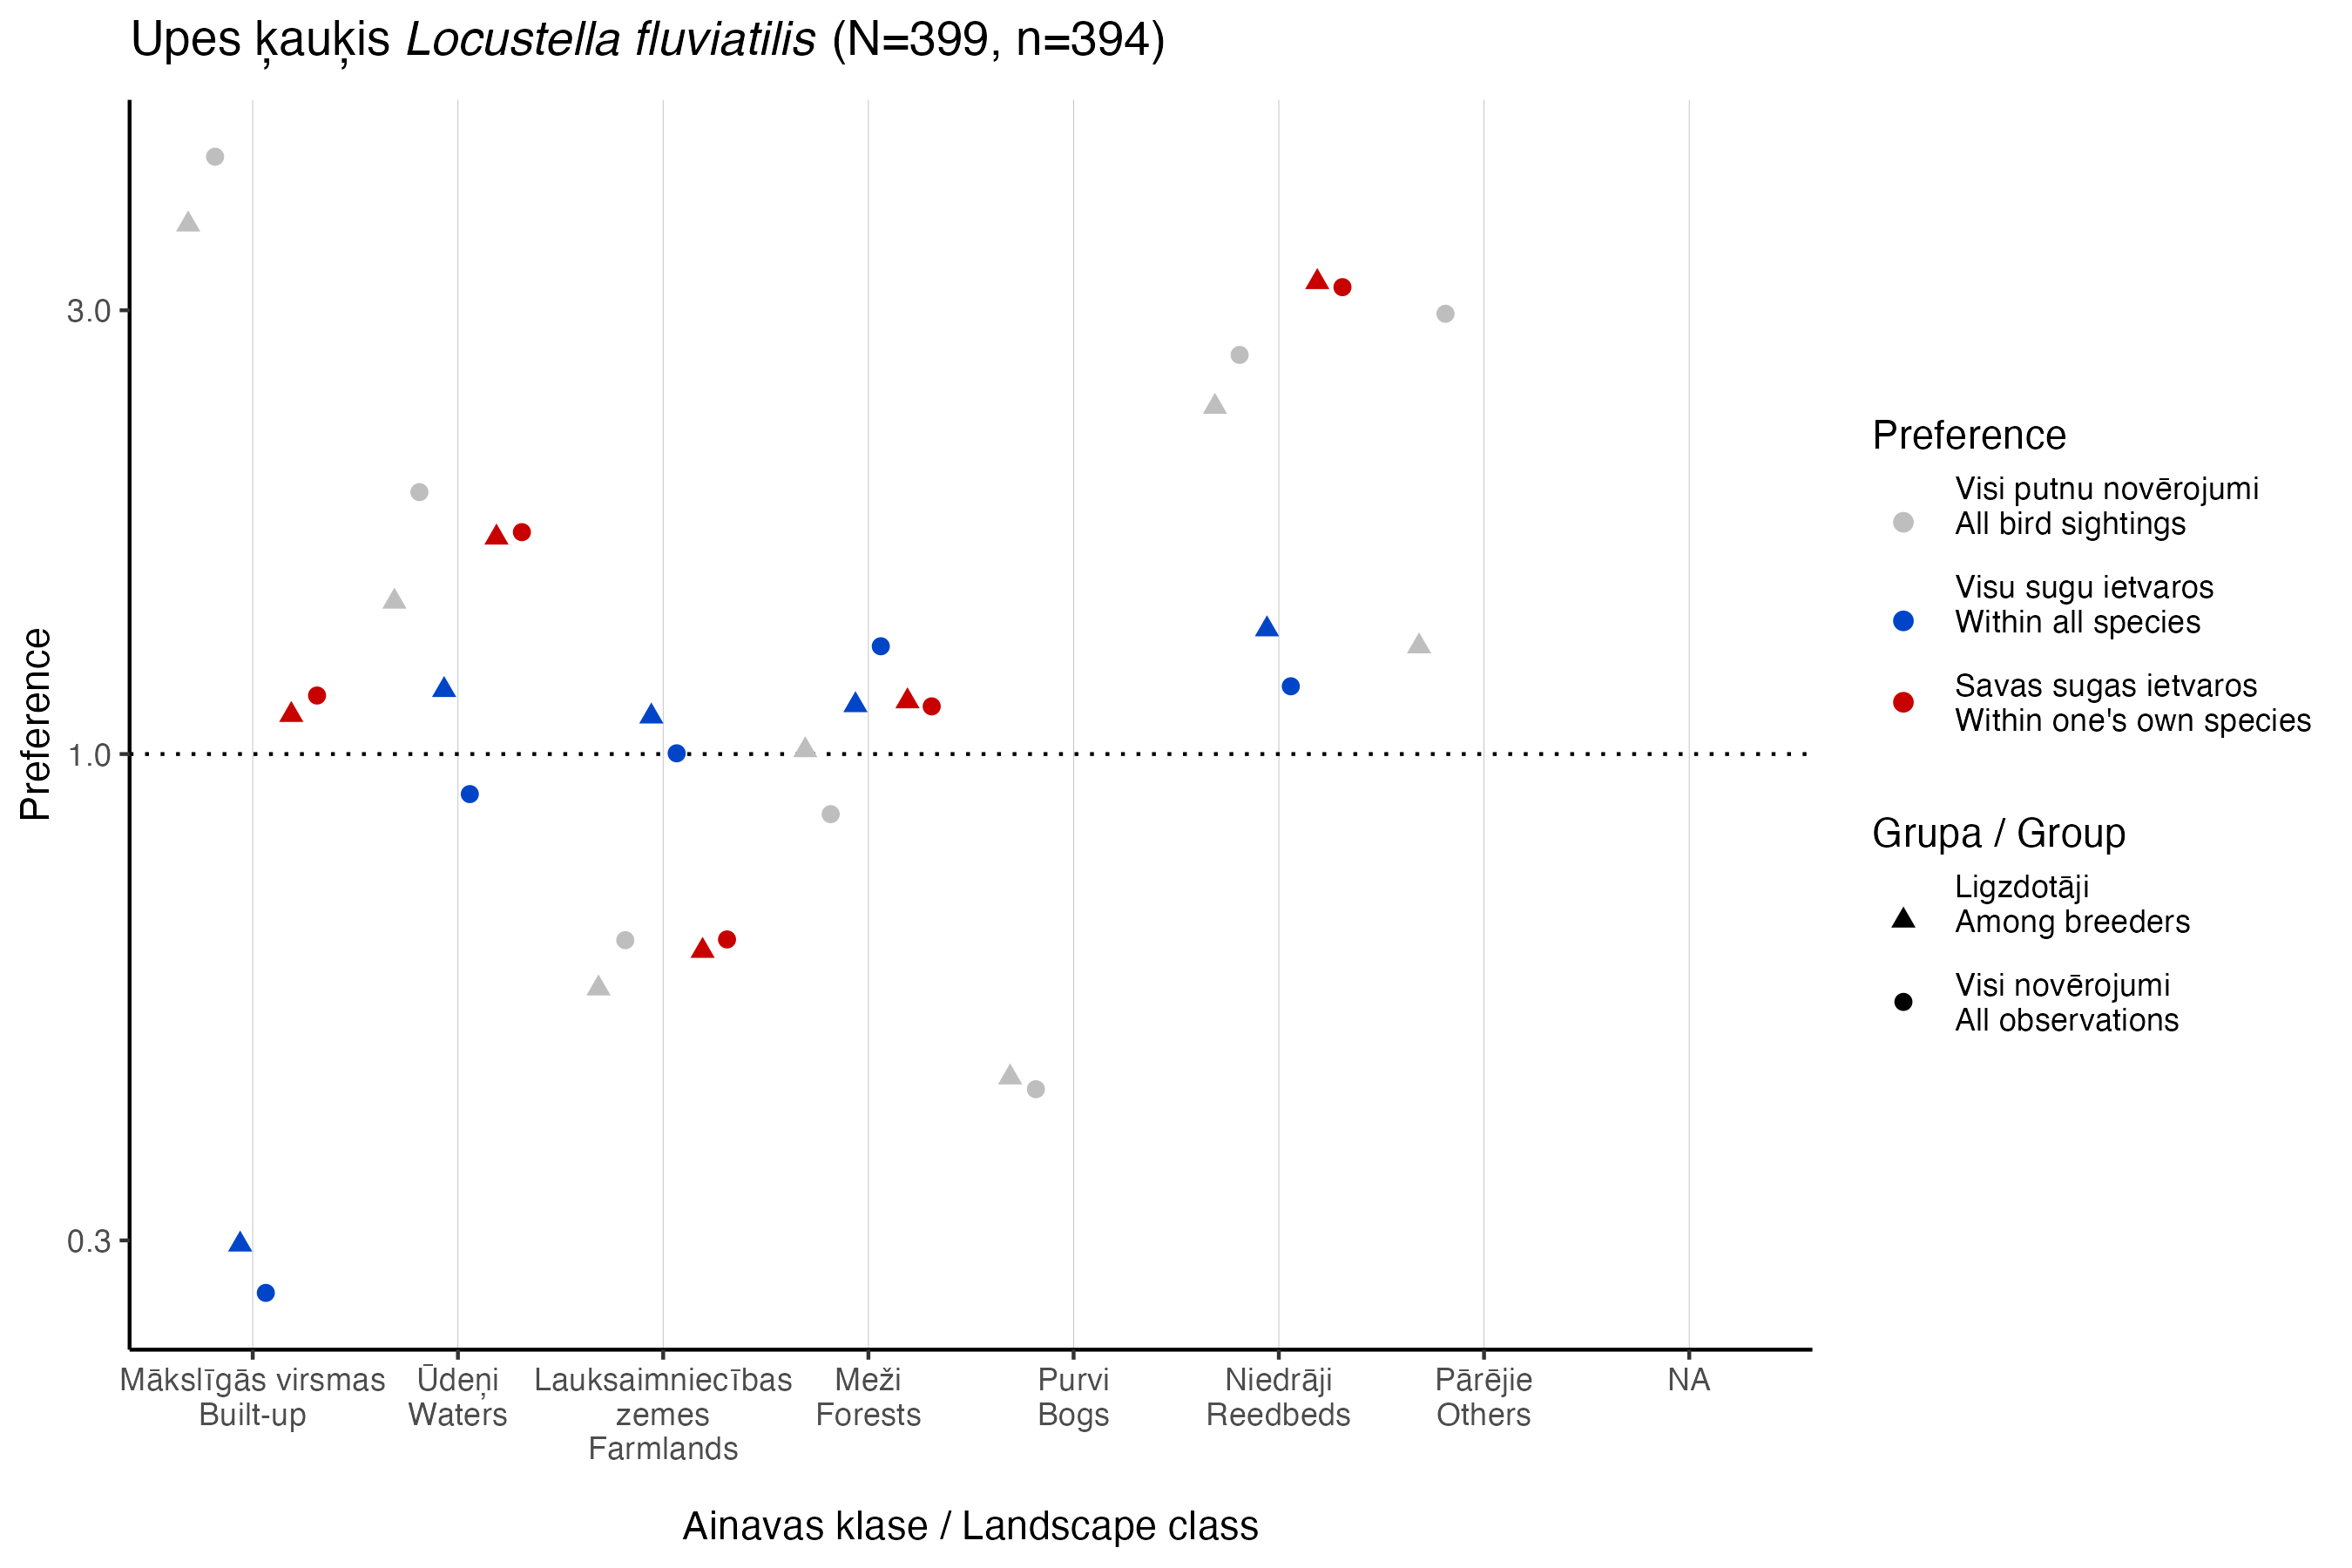 Upes ķauķis Locustella fluviatilis (N=399, n=394)
Preference
3.0
1.0
0.3
Mākslīgās virsmas
Built-up
Ūdeņi
Waters
Lauksaimniecības
zemes
Farmlands
Meži
Forests
Purvi
Bogs
Niedrāji
Reedbeds
Pārējie
Others
NA
Ainavas klase / Landscape class
Preference
Visi putnu novērojumi
All bird sightings
Visu sugu ietvaros
Within all species
Savas sugas ietvaros
Within one's own species
Grupa / Group
Ligzdotāji
Among breeders
Visi novērojumi
All observations